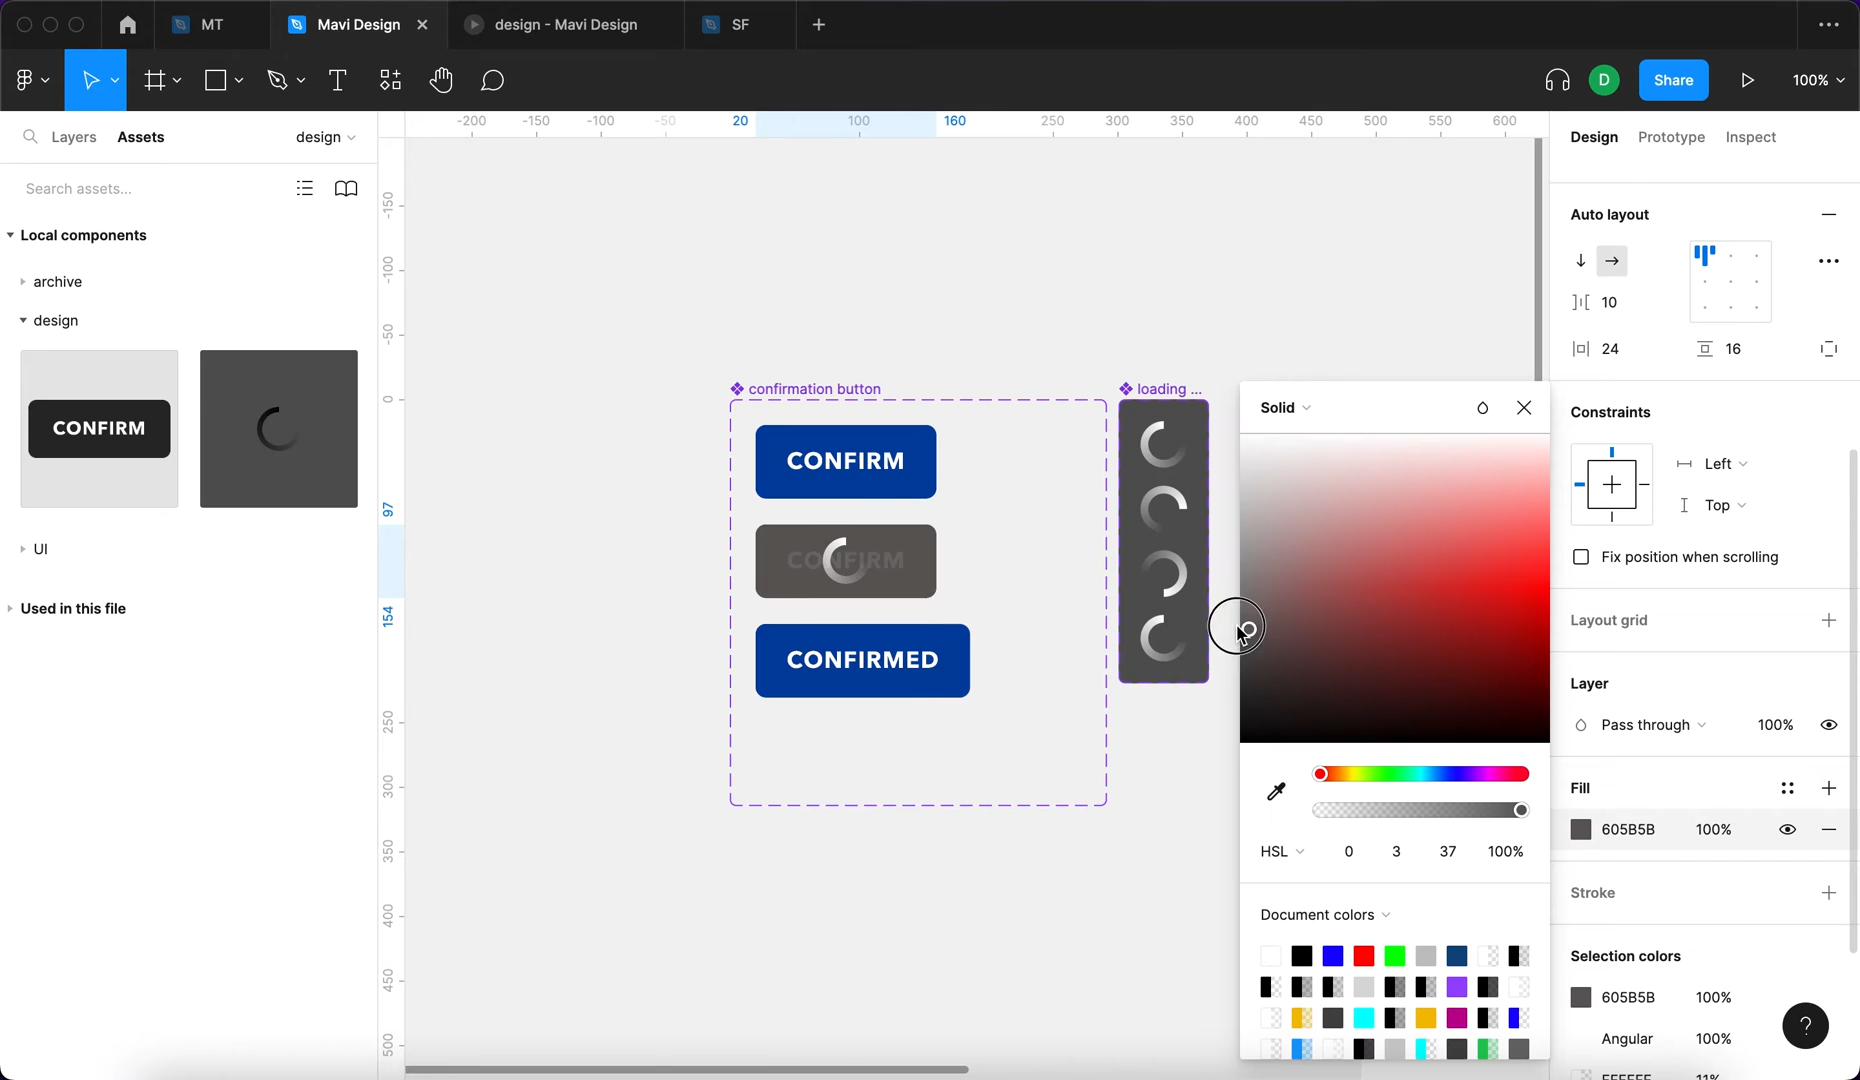 MT
Mavi Design
design - Mavi Design
SF
D
Share
100%
Layers Assets design
Search assets...
Local components
archive
design
CONFIRM
UI
Used in this file
-200 -150 -100 -50 20 100 160 250 300 350 400 450 500 550 600
-150
-100
-50
0
97
154
250
300
350
400
450
500
confirmation button
CONFIRM
CONFIRM
CONFIRMED
loading ...
Solid
HSL 0 3 37 100%
Document colors
Design Prototype Inspect
Auto layout
10
24 16
Constraints
Left
Top
Fix position when scrolling
Layout grid
Layer
Pass through 100%
Fill
605B5B 100%
Stroke
Selection colors
605B5B 100%
Angular 100%
FFFFFF 11%
?